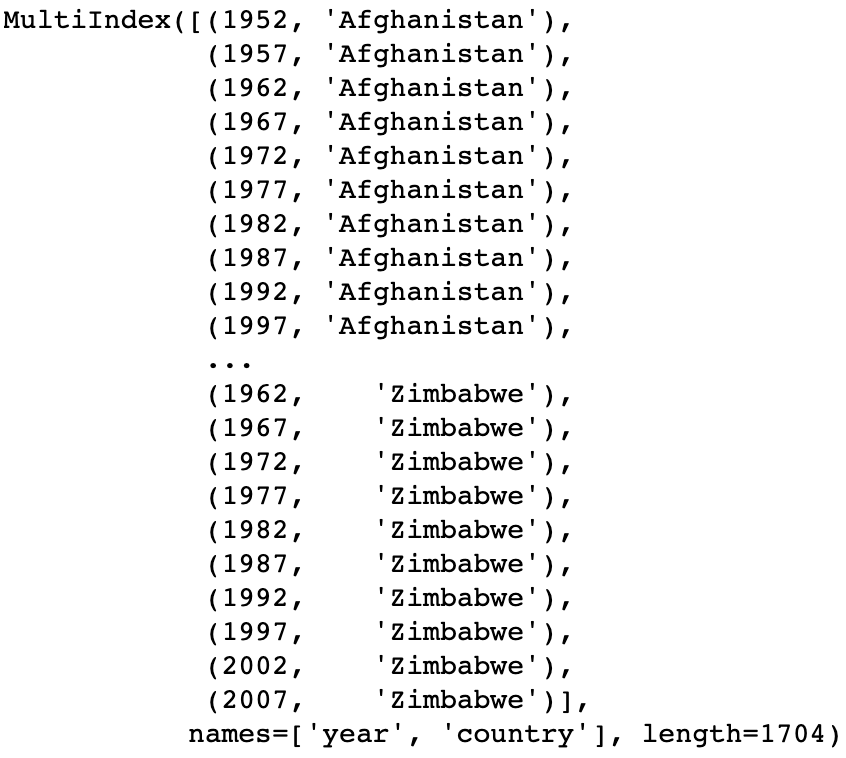 MultiIndex([(1952, 'Afghanistan'),
            (1957, 'Afghanistan'),
            (1962, 'Afghanistan'),
            (1967, 'Afghanistan'),
            (1972, 'Afghanistan'),
            (1977, 'Afghanistan'),
            (1982, 'Afghanistan'),
            (1987, 'Afghanistan'),
            (1992, 'Afghanistan'),
            (1997, 'Afghanistan'),
            ...
            (1962,    'Zimbabwe'),
            (1967,    'Zimbabwe'),
            (1972,    'Zimbabwe'),
            (1977,    'Zimbabwe'),
            (1982,    'Zimbabwe'),
            (1987,    'Zimbabwe'),
            (1992,    'Zimbabwe'),
            (1997,    'Zimbabwe'),
            (2002,    'Zimbabwe'),
            (2007,    'Zimbabwe')],
           names=['year', 'country'], length=1704)